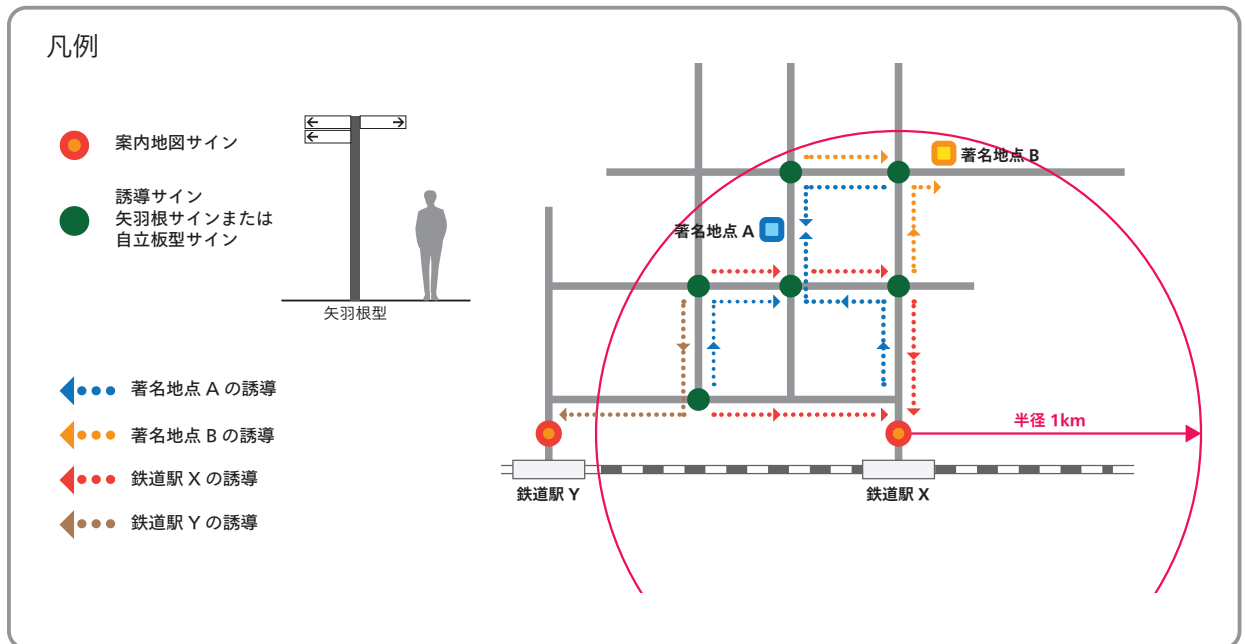 凡例
案内地図サイン
誘導サイン
矢羽根サインまたは
自立板型サイン
矢羽根型
著名地点 A の誘導
著名地点 B の誘導
鉄道駅 X の誘導
鉄道駅 Y の誘導
著名地点 B
著名地点 A
半径 1km
鉄道駅 Y
鉄道駅 X